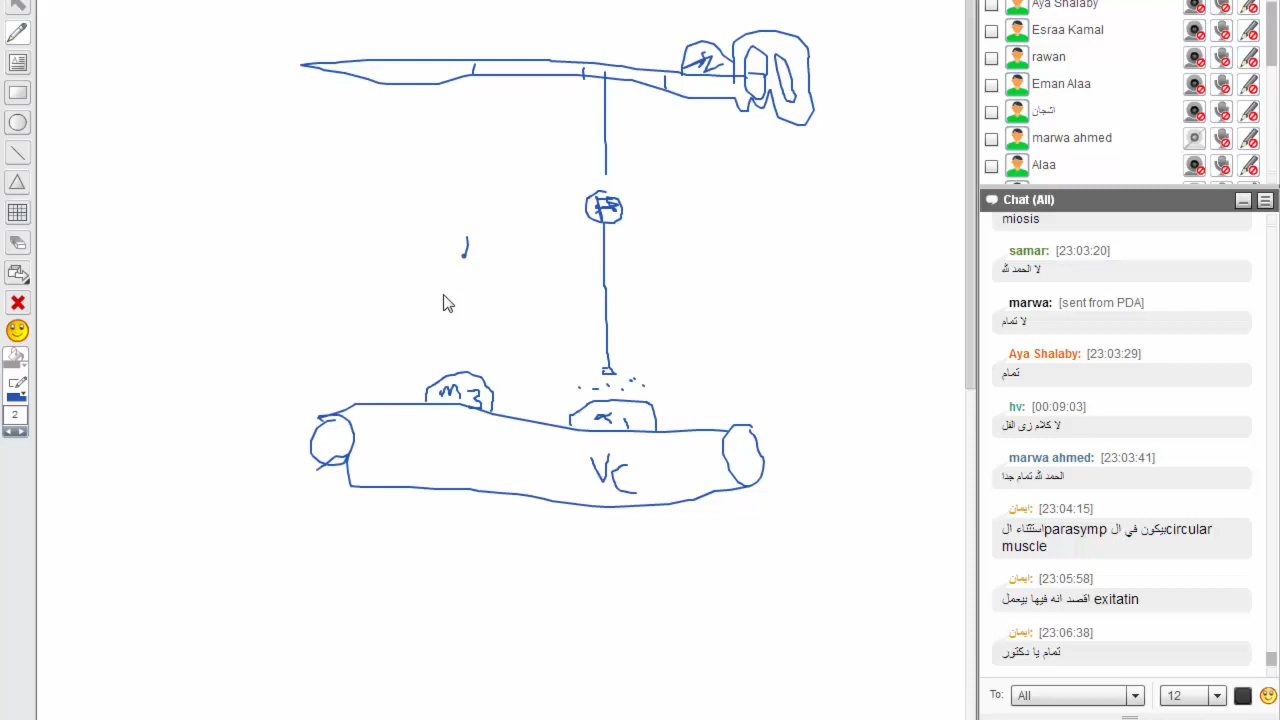 M3
α1
VC
2
Aya Shalaby
Esraa Kamal
rawan
Eman Alaa
اشجان
marwa ahmed
Alaa
Chat (All)
miosis
samar: [23:03:20]
لا الحمد لله
marwa: [sent from PDA]
لا تمام
Aya Shalaby [23:03:29]
تمام
hv: [00:09:03]
لا كلام زى الفل
marwa ahmed: [23:03:41]
الحمد لله تمام جدا
ايمان: [23:04:15]
استثناء ال parasymp بيكون في ال circular
muscle
ايمان: [23:05:58]
اقصد انه فيها بيعمل exitatin
ايمان: [23:06:38]
تمام يا دكتور
To: All 12